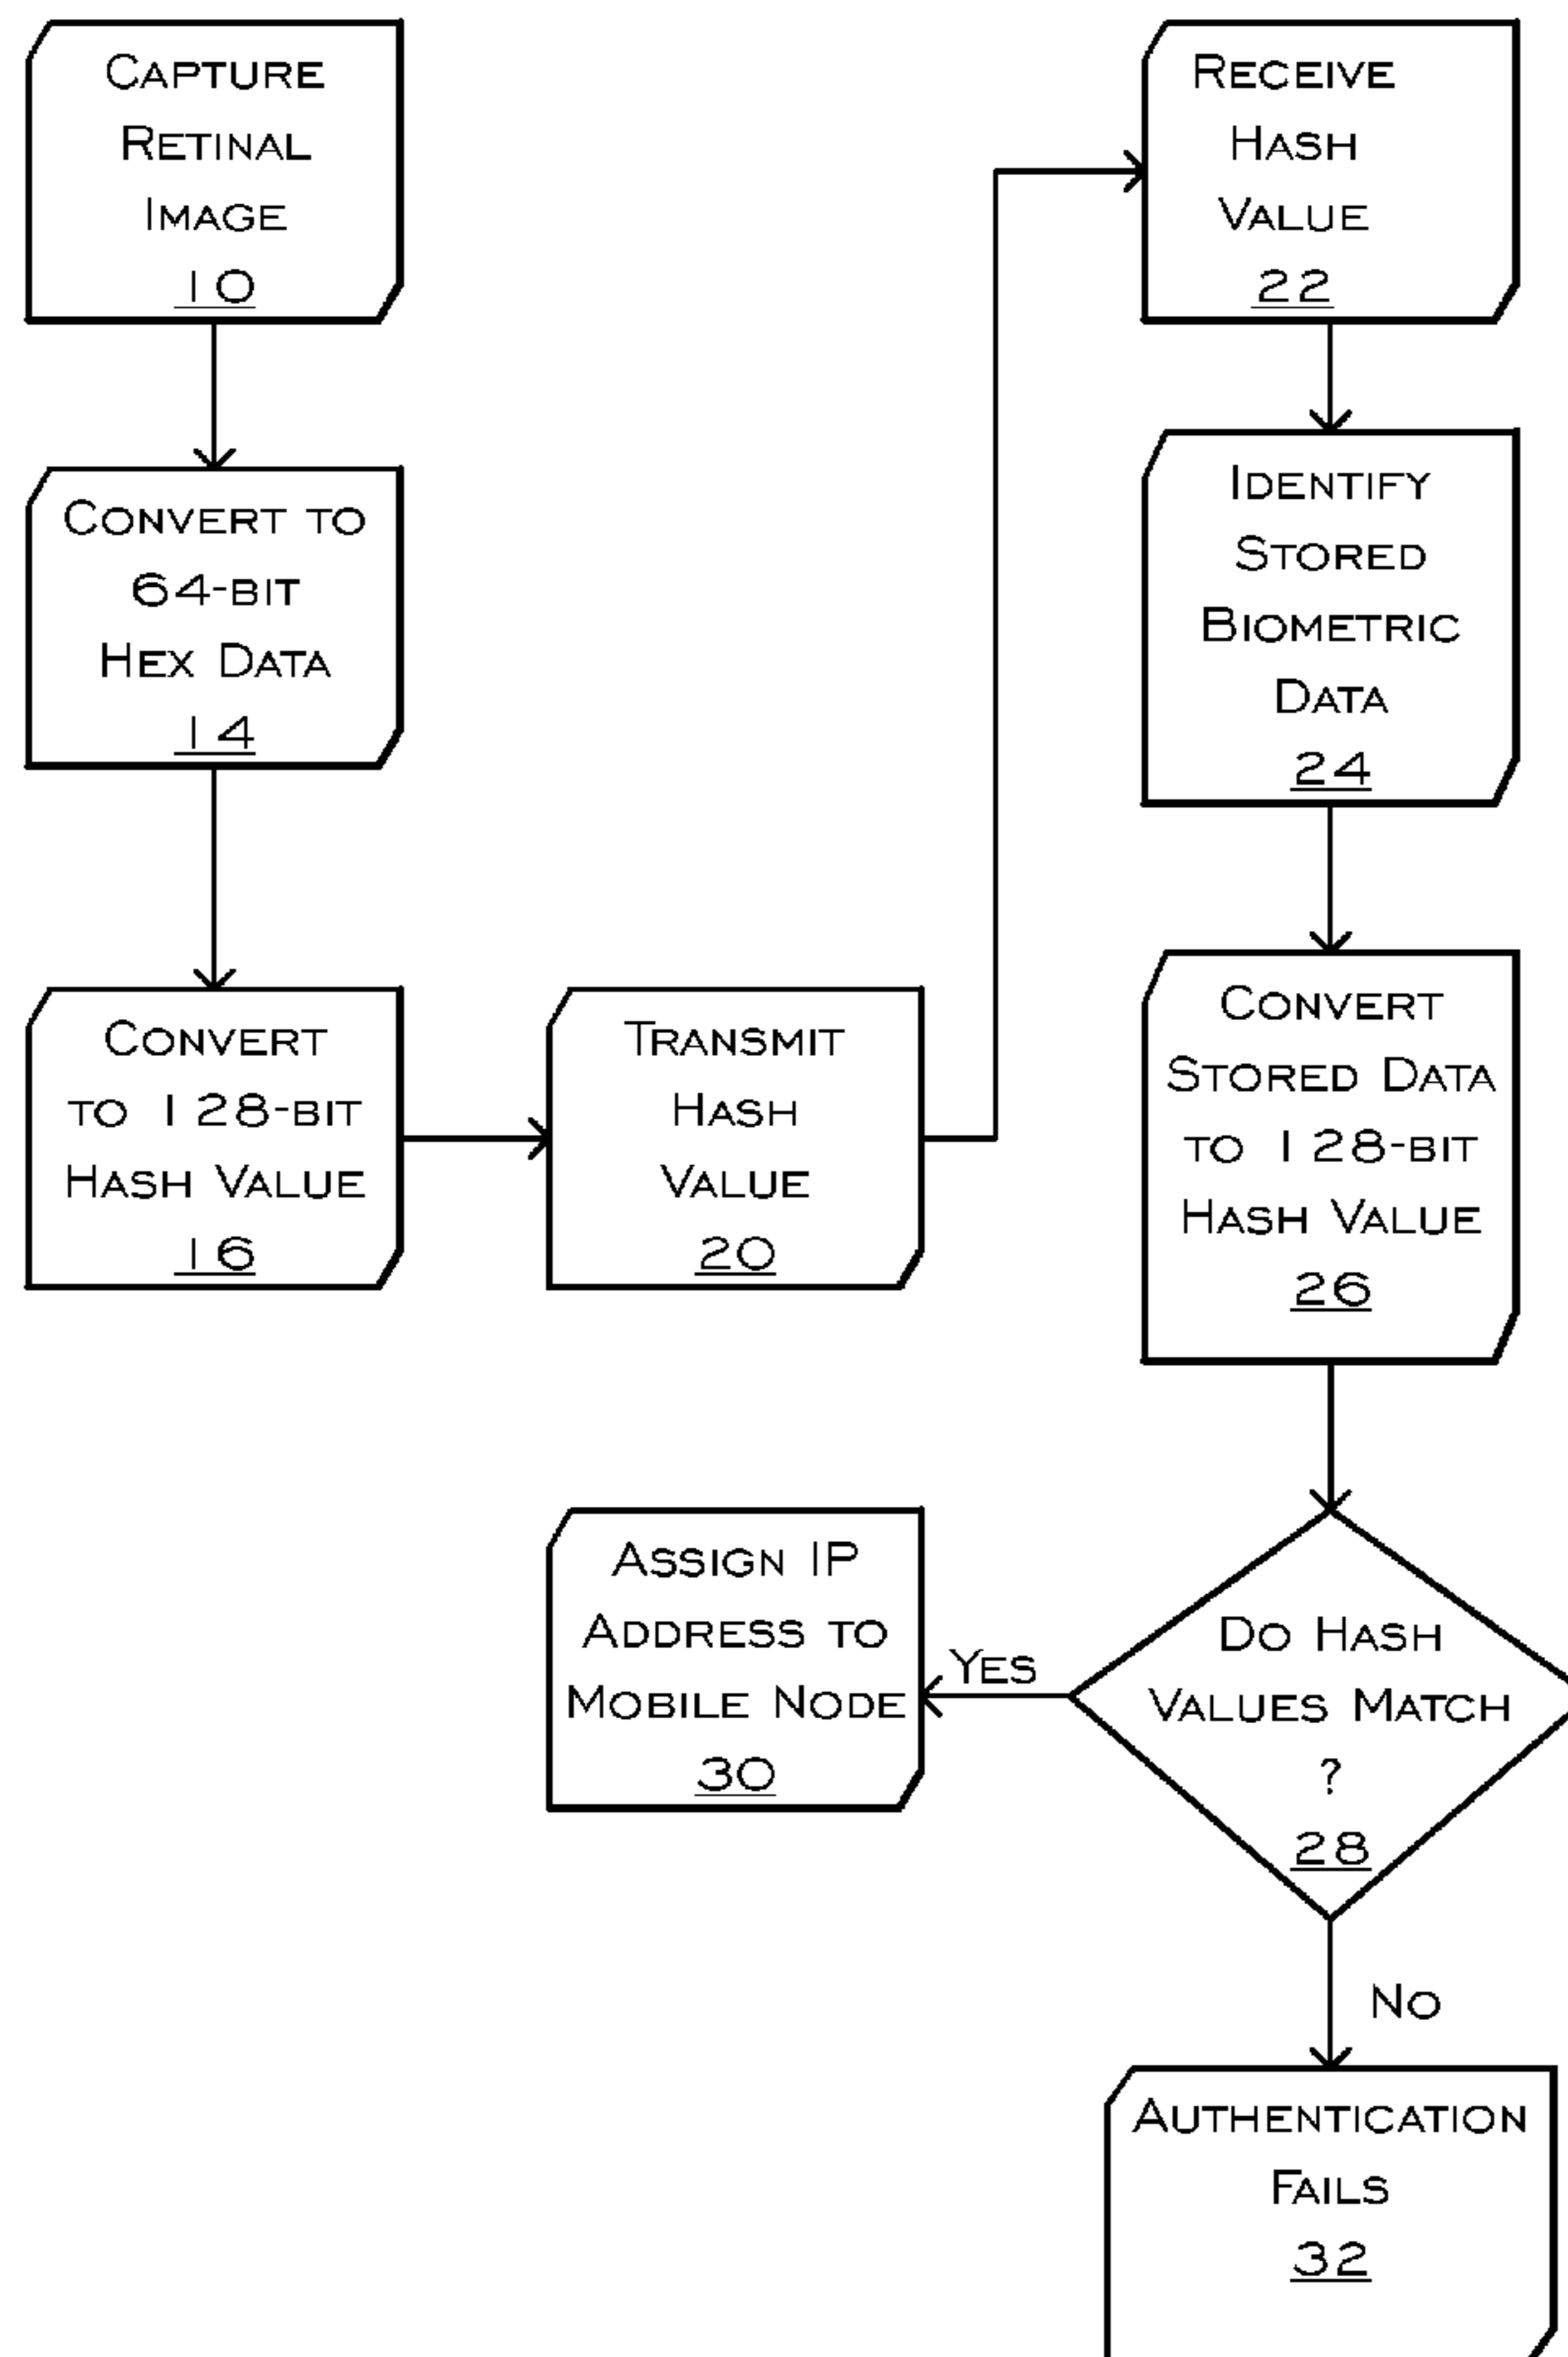 Capture
Retinal
Image
10
Convert to
64-bit
Hex Data
14
Convert
to 128-bit
Hash Value
16
Transmit
Hash
Value
20
Receive
Hash
Value
22
Identify
Stored
Biometric
Data
24
Convert
Stored Data
to 128-bit
Hash Value
26
Do Hash
Values Match
?
28
Yes
Assign IP
Address to
Mobile Node
30
No
Authentication
Fails
32